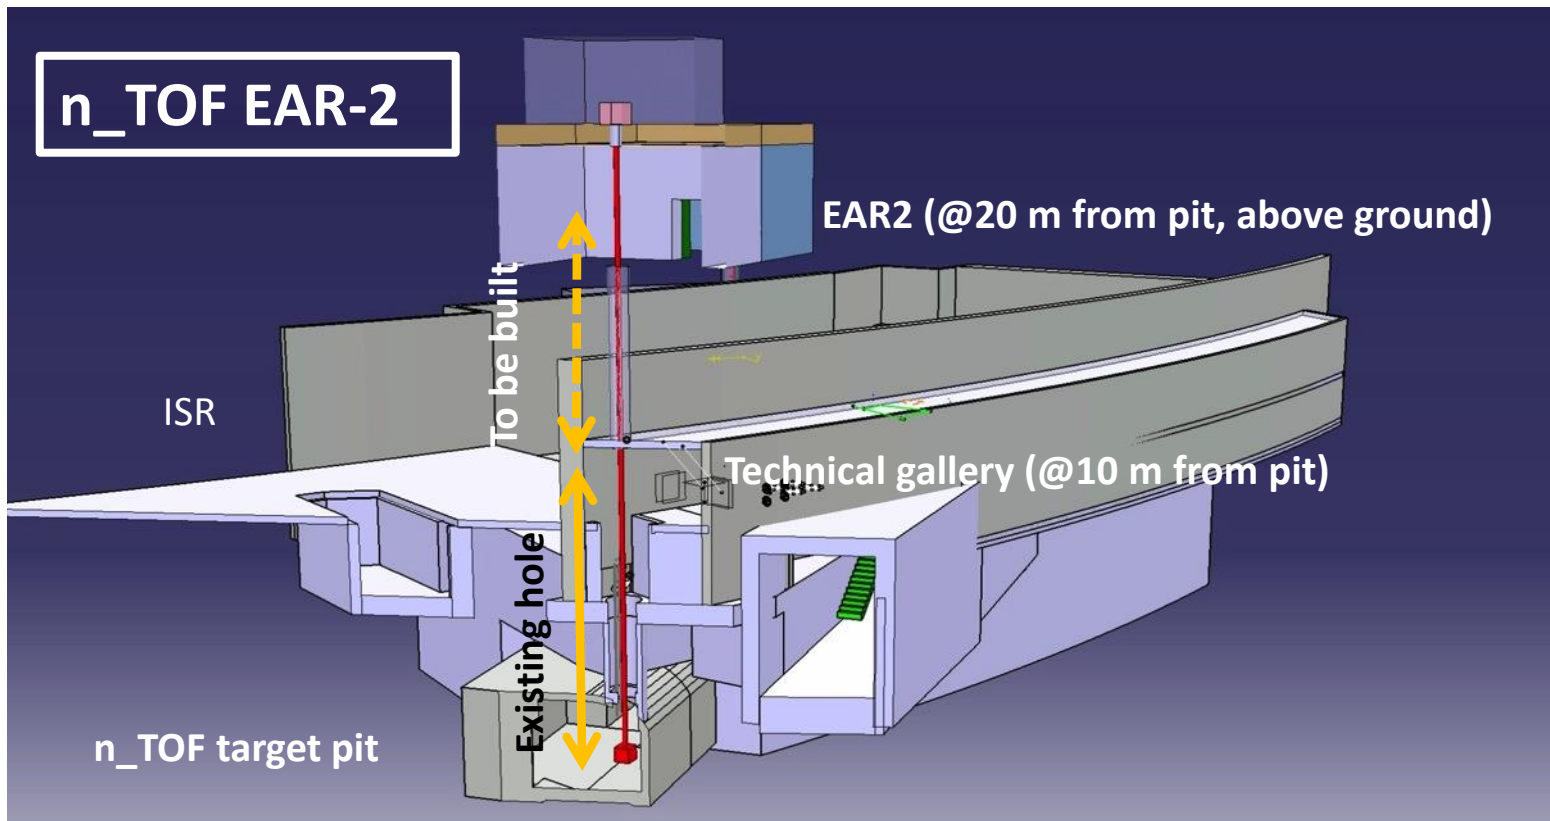 n_TOF EAR-2
EAR2 (@20 m from pit, above ground)
To be built
ISR
Technical gallery (@10 m from pit)
Existing hole
n_TOF target pit